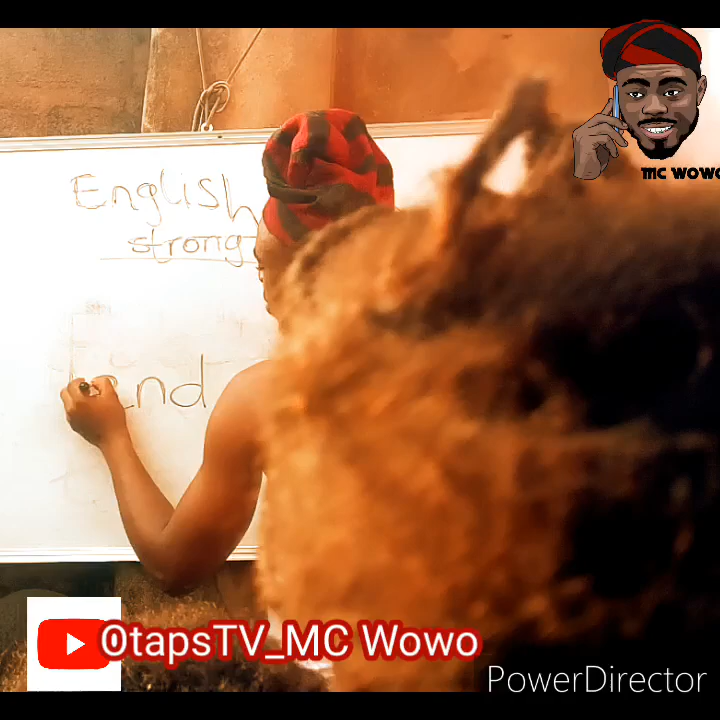 MC WOWO
English
strong
end
OtapsTV_MC Wowo
PowerDirector